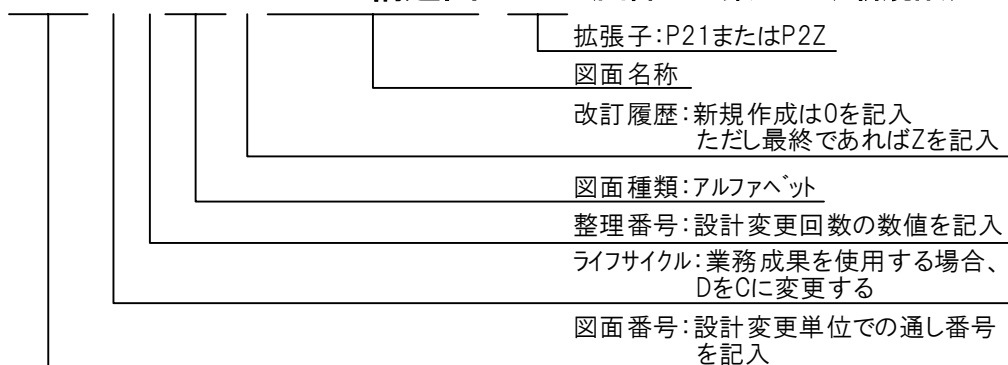 拡張子:P21またはP2Z
図面名称
改訂履歴:新規作成は0を記入
ただし最終であればZを記入
図面種類:アルファベット
整理番号:設計変更回数の数値を記入
ライフサイクル:業務成果を使用する場合、
DをCに変更する
図面番号:設計変更単位での通し番号
を記入